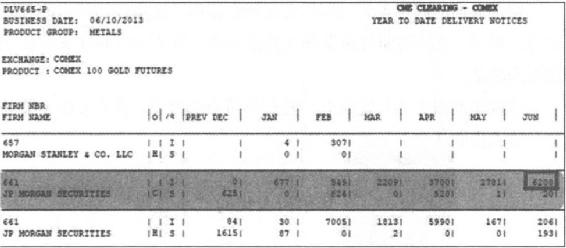 DLV665-P CME CLEARING - COMEX
BUSINESS DATE: 06/10/2013 YEAR TO DATE DELIVERY NOTICES
PRODUCT GROUP: METALS
EXCHANGE: COMEX
PRODUCT : COMEX 100 GOLD FUTURES
FIRM NBR
FIRM NAME |O| /R |PREV DEC | JAN | FEB | MAR | APR | MAY | JUN |
657 | | I | 4 | 307| | | | |
MORGAN STANLEY & CO. LLC |H| S | 0 | 0| | | | |
661 | | I | 0| 677 | 549| 2209| 3700| 2781| 6208
JP MORGAN SECURITIES |C| S | 625| 0 | 624| 0| 520| 1| 20|
661 | | I | 84| 30 | 7005| 1813| 5990| 167| 206|
JP MORGAN SECURITIES |H| S | 1615| 87 | 0| 2| 0| 0| 193|